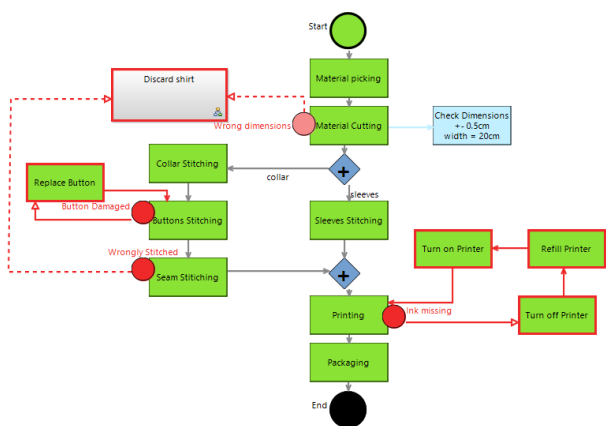 Start
Discard shirt
Material picking
Wrong dimensions
Material Cutting
Check Dimensions
+- 0.5cm
width = 20cm
Collar Stitching
collar
sleeves
Replace Button
Button Damaged
Buttons Stitching
Sleeves Stitching
Turn on Printer
Refill Printer
Wrongly Stitched
Seam Stitching
Printing
Ink missing
Turn off Printer
Packaging
End